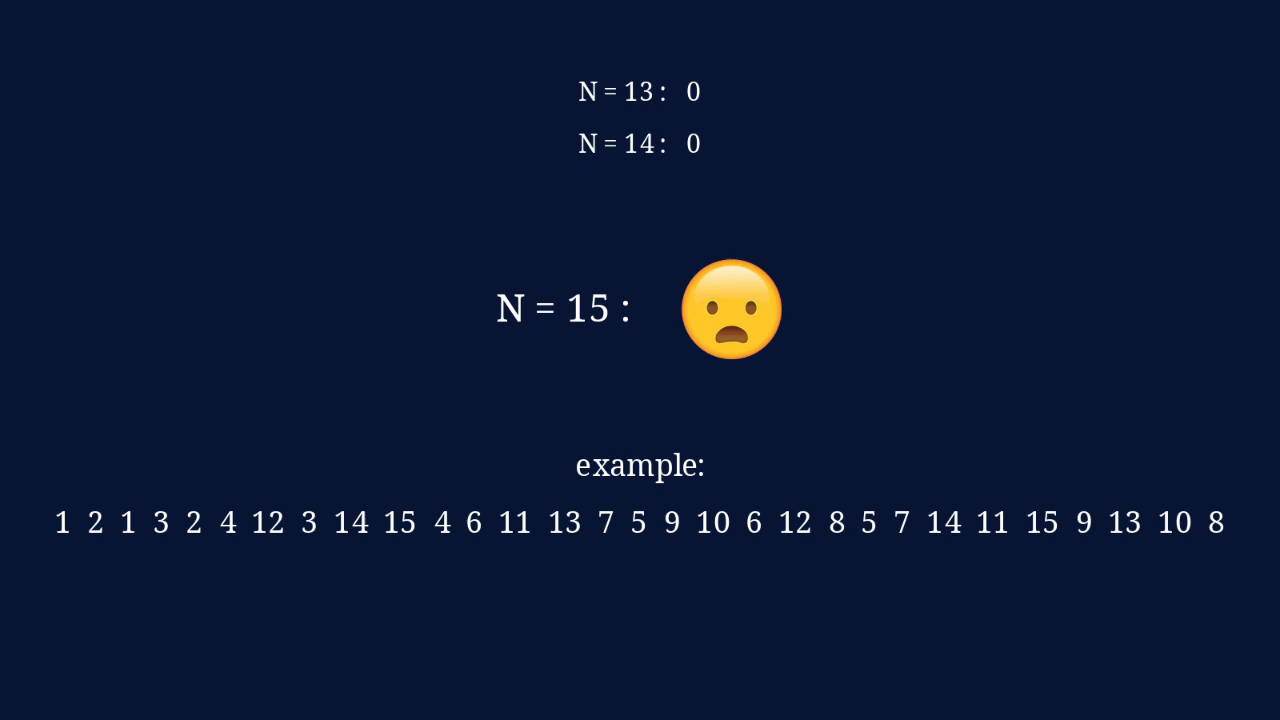 N = 13 : 0
N = 14 : 0
N = 15 :
example:
1 2 1 3 2 4 12 3 14 15 4 6 11 13 7 5 9 10 6 12 8 5 7 14 11 15 9 13 10 8